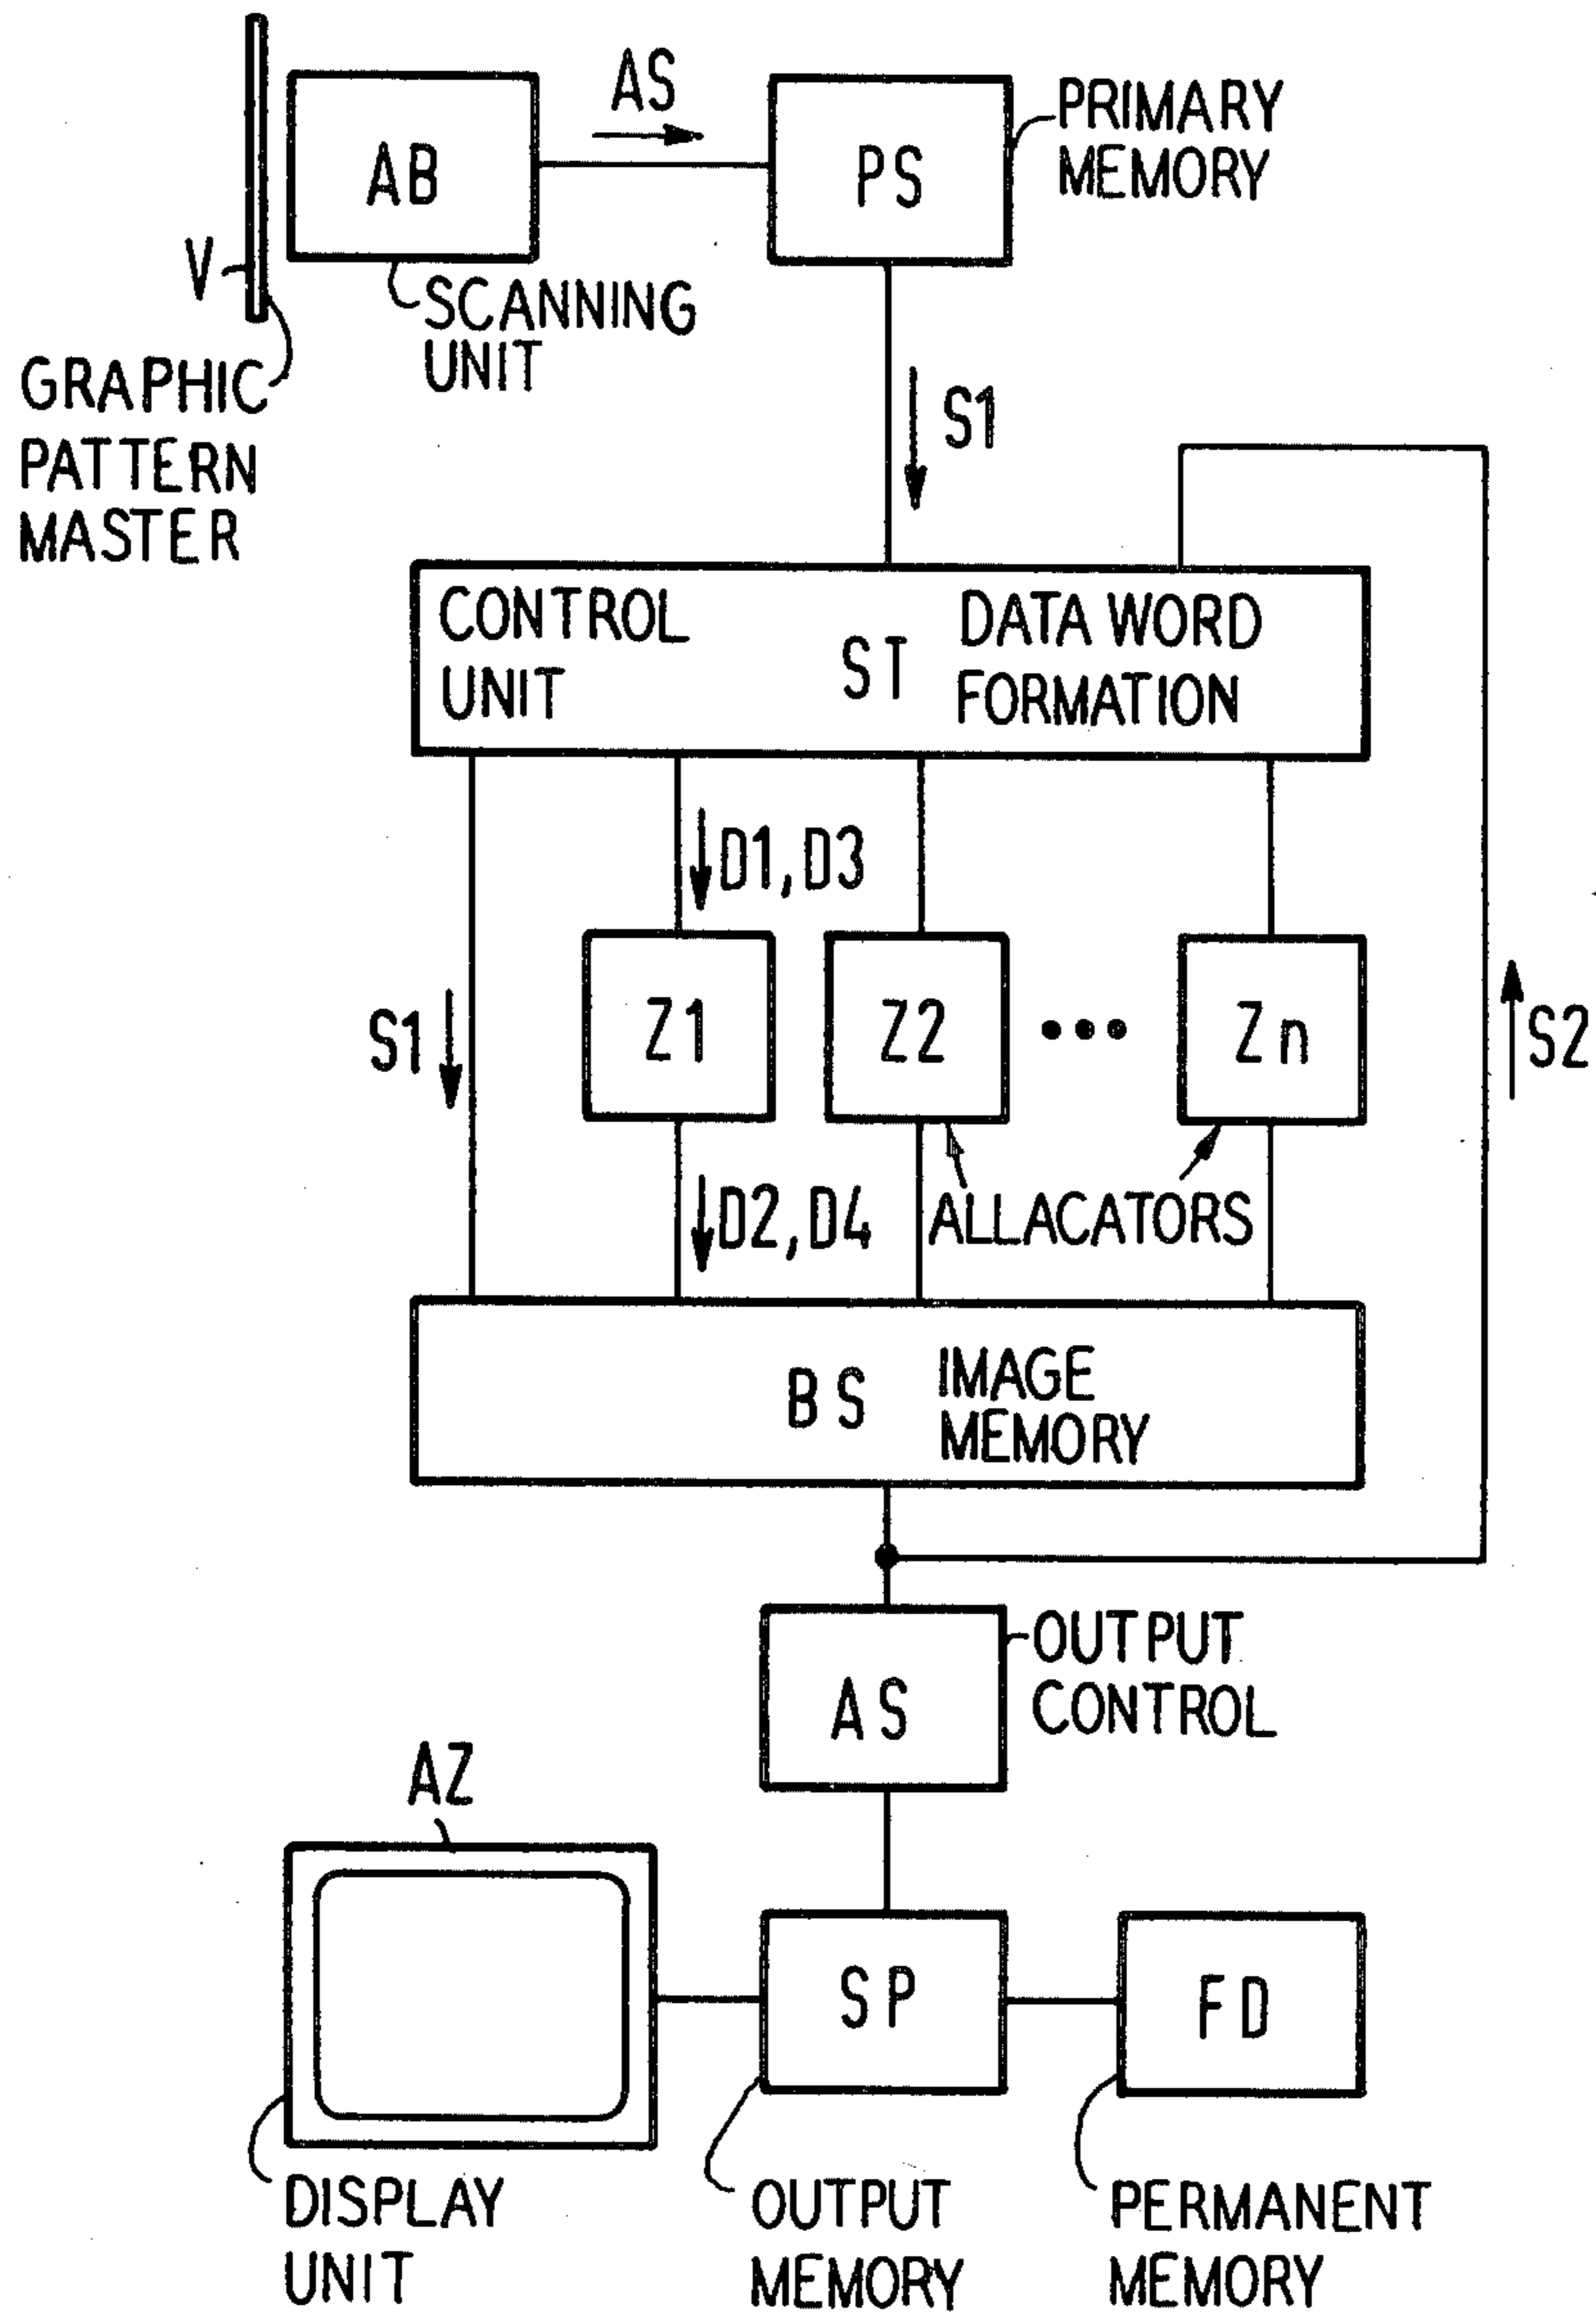 AS
AB
PS
PRIMARY
MEMORY
V
SCANNING
UNIT
GRAPHIC
PATTERN
MASTER
S1
CONTROL
UNIT
ST
DATA WORD
FORMATION
D1, D3
S1
Z1
Z2
•••
Zn
S2
D2, D4
ALLACATORS
BS
IMAGE
MEMORY
AS
OUTPUT
CONTROL
AZ
SP
FD
DISPLAY
UNIT
OUTPUT
MEMORY
PERMANENT
MEMORY